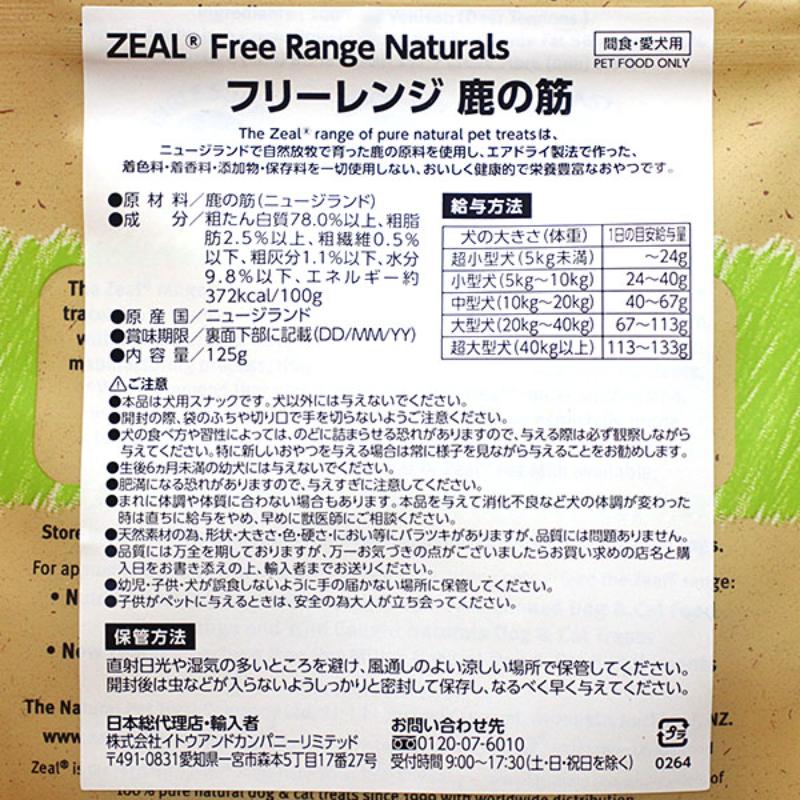 ZEAL® Free Range Naturals
間食・愛犬用
PET FOOD ONLY
フリーレンジ 鹿の筋
The Zeal® range of pure natural pet treatsは、
ニュージランドで自然放牧で育った鹿の原料を使用し、エアドライ製法で作った、
着色料・着香料・添加物・保存料を一切使用しない、おいしく健康的で栄養豊富なおやつです。
●原材料／鹿の筋（ニュージランド）
●成分／粗たん白質78.0%以上、粗脂
肪2.5%以上、粗繊維0.5%
以下、粗灰分1.1%以下、水分
9.8%以下、エネルギー約
372kcal/100g
●原産国／ニュージランド
●賞味期限／裏面下部に記載(DD/MM/YY)
●内容量／125g
給与方法
犬の大きさ（体重） 1日の目安給与量
超小型犬（5kg未満） ～24g
小型犬（5kg～10kg） 24～40g
中型犬（10kg～20kg） 40～67g
大型犬（20kg～40kg） 67～113g
超大型犬（40kg以上） 113～133g
⚠ご注意
●本品は犬用スナックです。犬以外には与えないでください。
●開封の際、袋のふちや切り口で手を切らないようご注意ください。
●犬の食べ方や習性によっては、のどに詰まらせる恐れがありますので、与える際は必ず観察しながら
与えてください。特に新しいおやつを与える場合は常に様子を見ながら与えることをお勧めします。
●生後6ヵ月未満の幼犬には与えないでください。
●肥満になる恐れがありますので、与えすぎに注意してください。
●まれに体調や体質に合わない場合もあります。本品を与えて消化不良など犬の体調が変わった
時は直ちに給与をやめ、早めに獣医師にご相談ください。
●天然素材の為、形状・大きさ・色・硬さ・におい等にバラツキがありますが、品質には問題ありません。
●品質には万全を期しておりますが、万一お気づきの点がございましたらお買い求めの店名と購
入日をお書き添えの上、輸入者までお送りください。
●幼児・子供・犬が誤食しないように手の届かない場所に保管してください。
●子供がペットに与えるときは、安全の為大人が立ち会ってください。
保管方法
直射日光や湿気の多いところを避け、風通しのよい涼しい場所で保管してください。
開封後は虫などが入らないようしっかりと密封して保存し、なるべく早く与えてください。
日本総代理店・輸入者
株式会社イトウアンドカンパニーリミテッド
〒491-0831愛知県一宮市森本5丁目17番27号
お問い合わせ先
0120-07-6010
受付時間 9:00～17:30（土・日・祝日を除く）
プラ
0264
Store
For
The Na
www.
NZ.
Zeal® is
100% pure natural dog & cat treats since 1999 with worldwide distribution